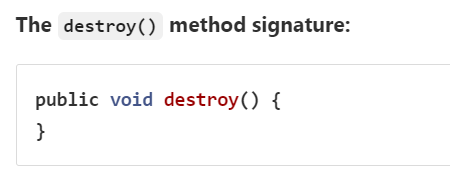 The destroy() method signature:
public void destroy() {
}